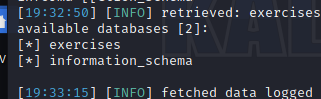 [19:32:50] [INFO] retrieved: exercises
available databases [2]:
[*] exercises
[*] information_schema
[19:33:15] [INFO] fetched data logged